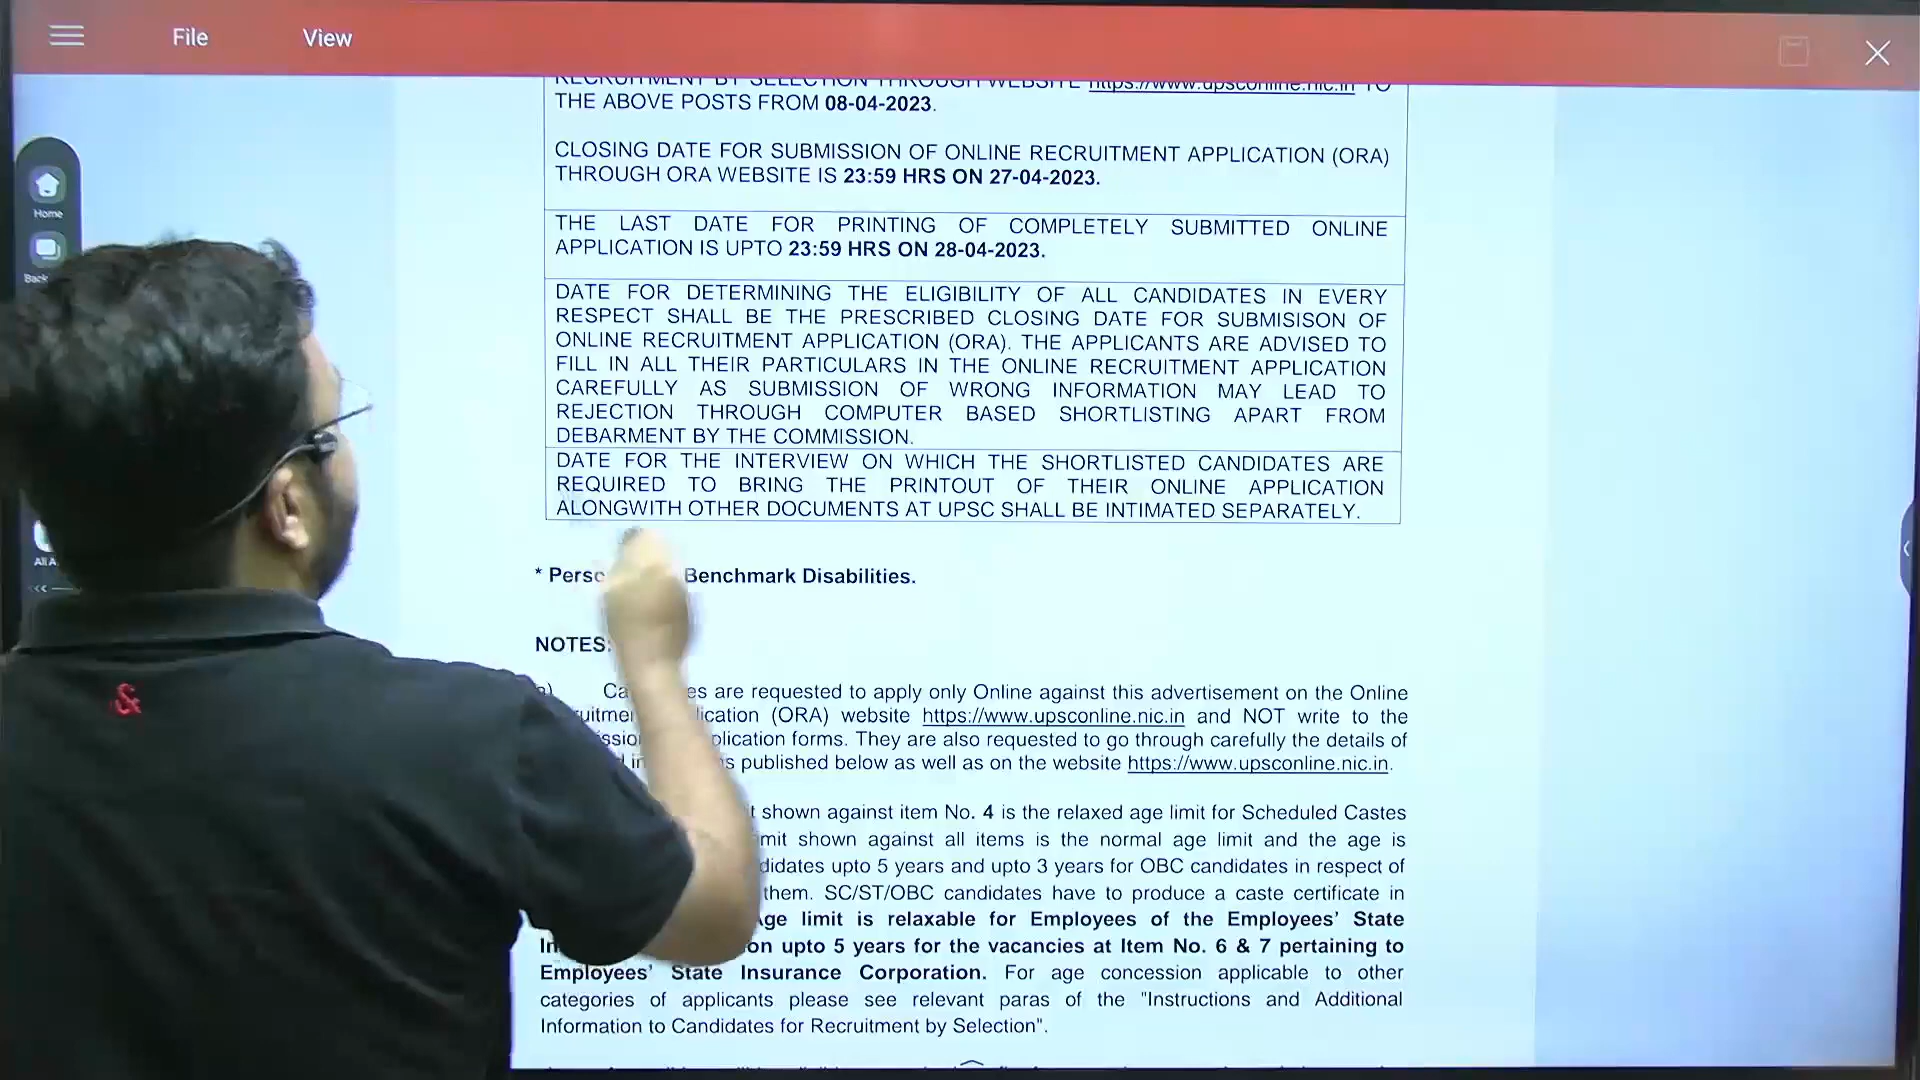 File
View
RECRUITMENT BY SELECTION THROUGH WEBSITE https://www.upsconline.nic.in TO
THE ABOVE POSTS FROM 08-04-2023.
CLOSING DATE FOR SUBMISSION OF ONLINE RECRUITMENT APPLICATION (ORA)
THROUGH ORA WEBSITE IS 23:59 HRS ON 27-04-2023.
THE LAST DATE FOR PRINTING OF COMPLETELY SUBMITTED ONLINE
APPLICATION IS UPTO 23:59 HRS ON 28-04-2023.
DATE FOR DETERMINING THE ELIGIBILITY OF ALL CANDIDATES IN EVERY
RESPECT SHALL BE THE PRESCRIBED CLOSING DATE FOR SUBMISISON OF
ONLINE RECRUITMENT APPLICATION (ORA). THE APPLICANTS ARE ADVISED TO
FILL IN ALL THEIR PARTICULARS IN THE ONLINE RECRUITMENT APPLICATION
CAREFULLY AS SUBMISSION OF WRONG INFORMATION MAY LEAD TO
REJECTION THROUGH COMPUTER BASED SHORTLISTING APART FROM
DEBARMENT BY THE COMMISSION.
DATE FOR THE INTERVIEW ON WHICH THE SHORTLISTED CANDIDATES ARE
REQUIRED TO BRING THE PRINTOUT OF THEIR ONLINE APPLICATION
ALONGWITH OTHER DOCUMENTS AT UPSC SHALL BE INTIMATED SEPARATELY.
* Benchmark Disabilities.
NOTES:
are requested to apply only Online against this advertisement on the Online
(ORA) website https://www.upsconline.nic.in and NOT write to the
forms. They are also requested to go through carefully the details of
published below as well as on the website https://www.upsconline.nic.in.
shown against item No. 4 is the relaxed age limit for Scheduled Castes
shown against all items is the normal age limit and the age is
upto 5 years and upto 3 years for OBC candidates in respect of
them. SC/ST/OBC candidates have to produce a caste certificate in
Age limit is relaxable for Employees of the Employees' State
upto 5 years for the vacancies at Item No. 6 & 7 pertaining to
Employees' State Insurance Corporation. For age concession applicable to other
categories of applicants please see relevant paras of the "Instructions and Additional
Information to Candidates for Recruitment by Selection".
Home
Back
&